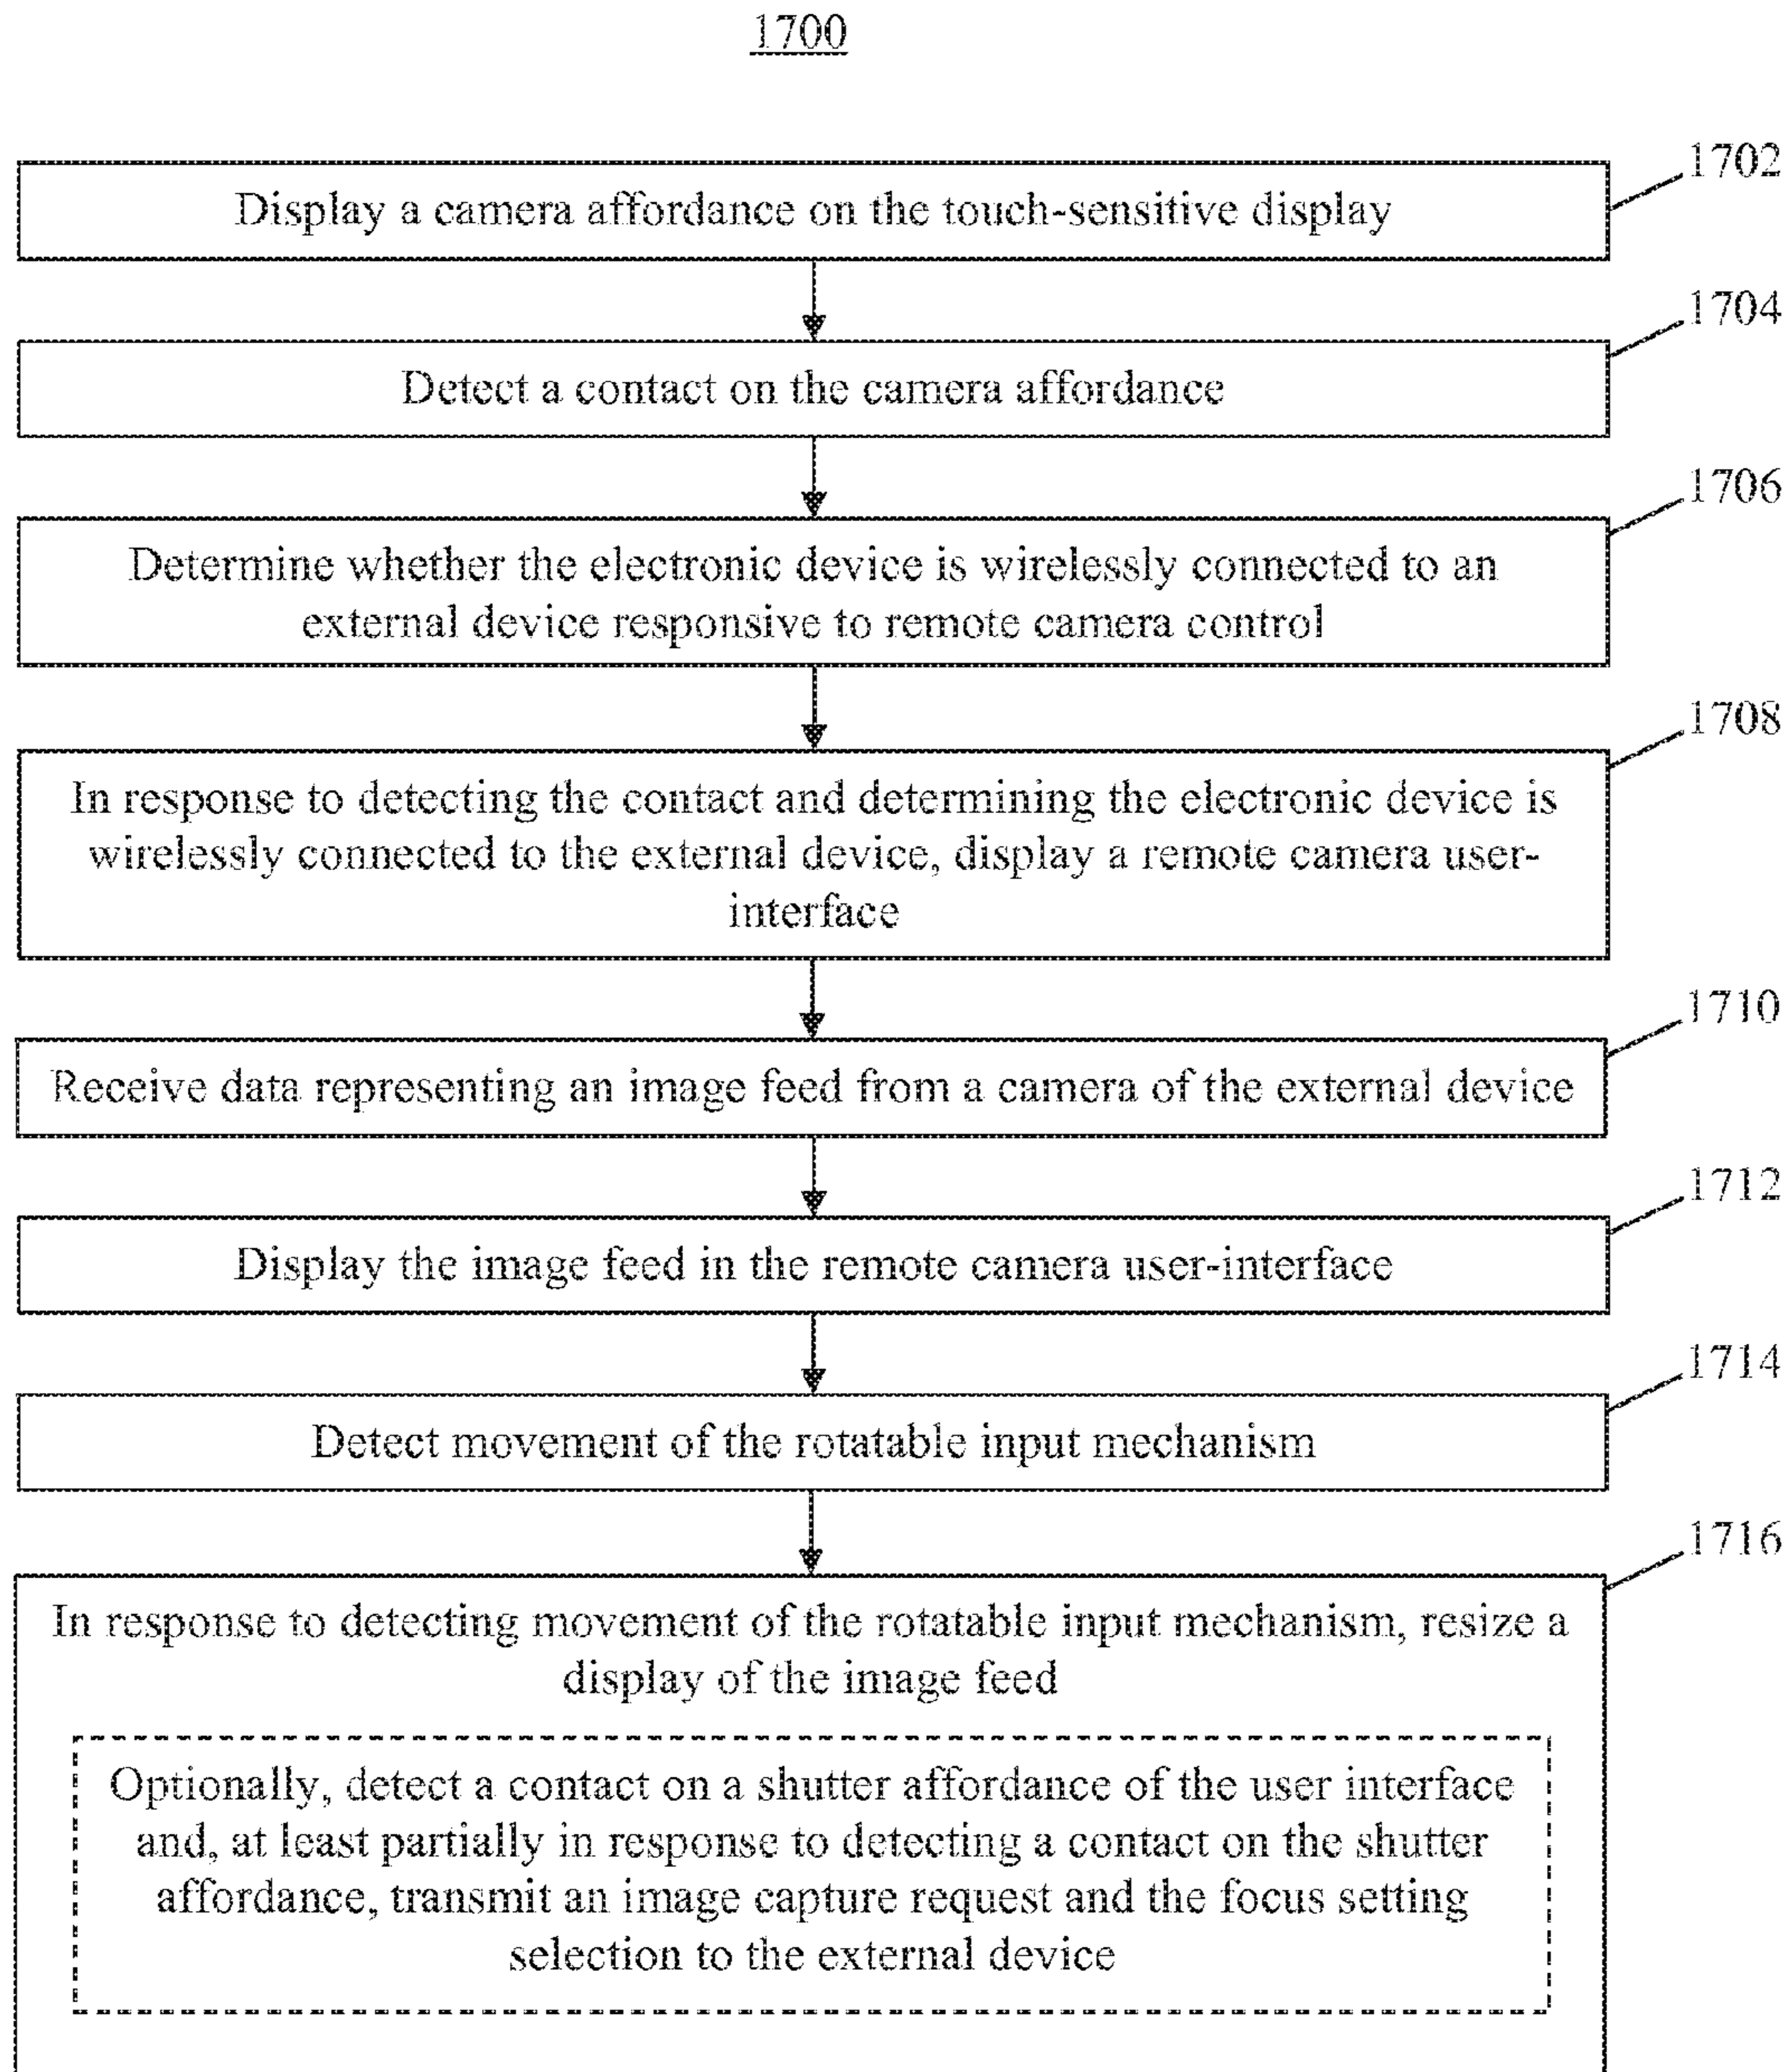 1700
1702
Display a camera affordance on the touch-sensitive display
1704
Detect a contact on the camera affordance
1706
Determine whether the electronic device is wirelessly connected to an
external device responsive to remote camera control
1708
In response to detecting the contact and determining the electronic device is
wirelessly connected to the external device, display a remote camera user-
interface
1710
Receive data representing an image feed from a camera of the external device
1712
Display the image feed in the remote camera user-interface
1714
Detect movement of the rotatable input mechanism
1716
In response to detecting movement of the rotatable input mechanism, resize a
display of the image feed
Optionally, detect a contact on a shutter affordance of the user interface
and, at least partially in response to detecting a contact on the shutter
affordance, transmit an image capture request and the focus setting
selection to the external device